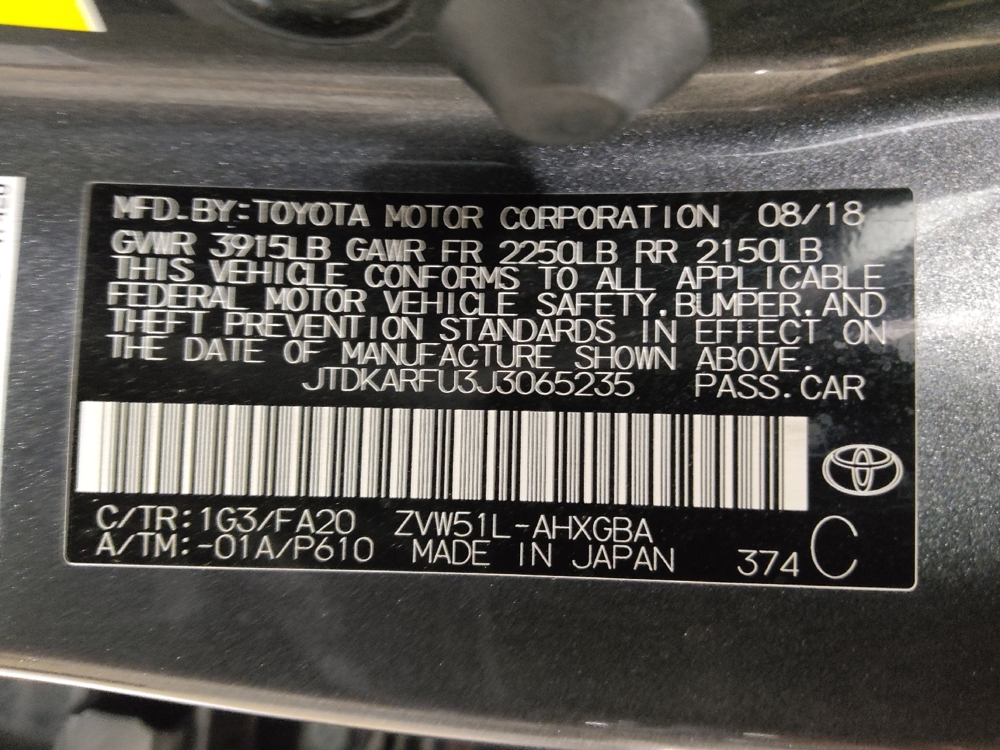 MFD.BY:TOYOTA MOTOR CORPORATION 08/18
GVWR 3915LB GAWR FR 2250LB RR 2150LB
THIS VEHICLE CONFORMS TO ALL APPLICABLE
FEDERAL MOTOR VEHICLE SAFETY.BUMPER.AND
THEFT PREVENTION STANDARDS IN EFFECT ON
THE DATE OF MANUFACTURE SHOWN ABOVE.
JTDKARFU3J3065235 PASS.CAR
C/TR:1G3/FA20 ZVW51L-AHXGBA
A/TM:-01A/P610 MADE IN JAPAN 374 C